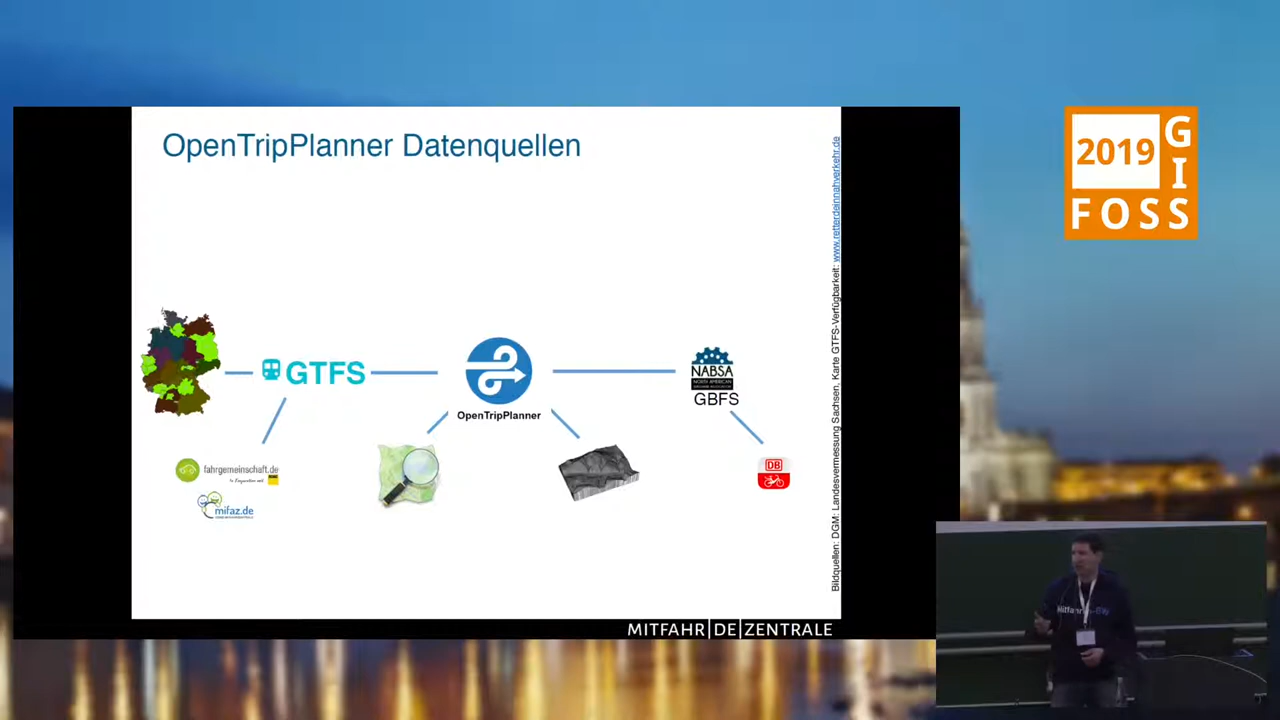 OpenTripPlanner Datenquellen
GTFS
OpenTripPlanner
NABSA
GBFS
DB
fahrgemeinschaft.de
mifaz.de
Bildquellen: DGM: Landesvermessung Sachsen, Karte GTFS-Verfügbarkeit: www.retterdeinnahverkehr.de
MITFAHR|DE|ZENTRALE
2019
GIS
FOSS